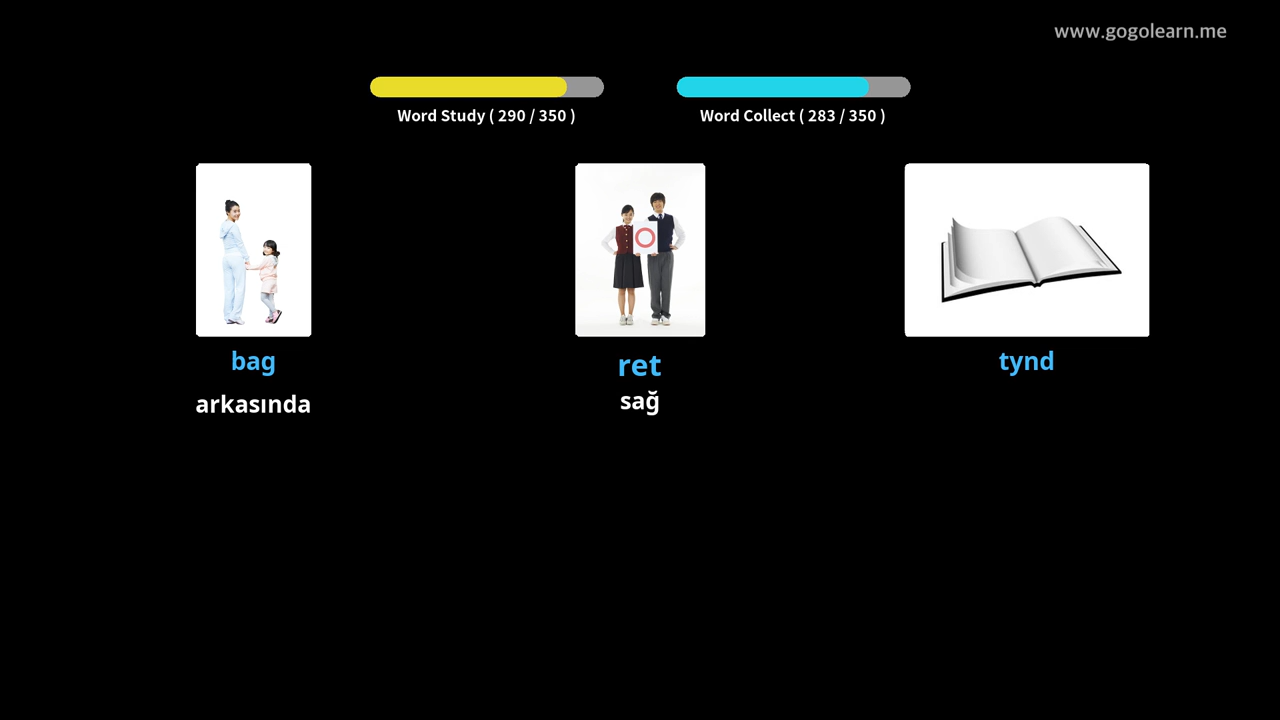 www.gogolearn.me
Word Study ( 290 / 350 )
Word Collect ( 283 / 350 )
bag
ret
tynd
arkasında
sağ